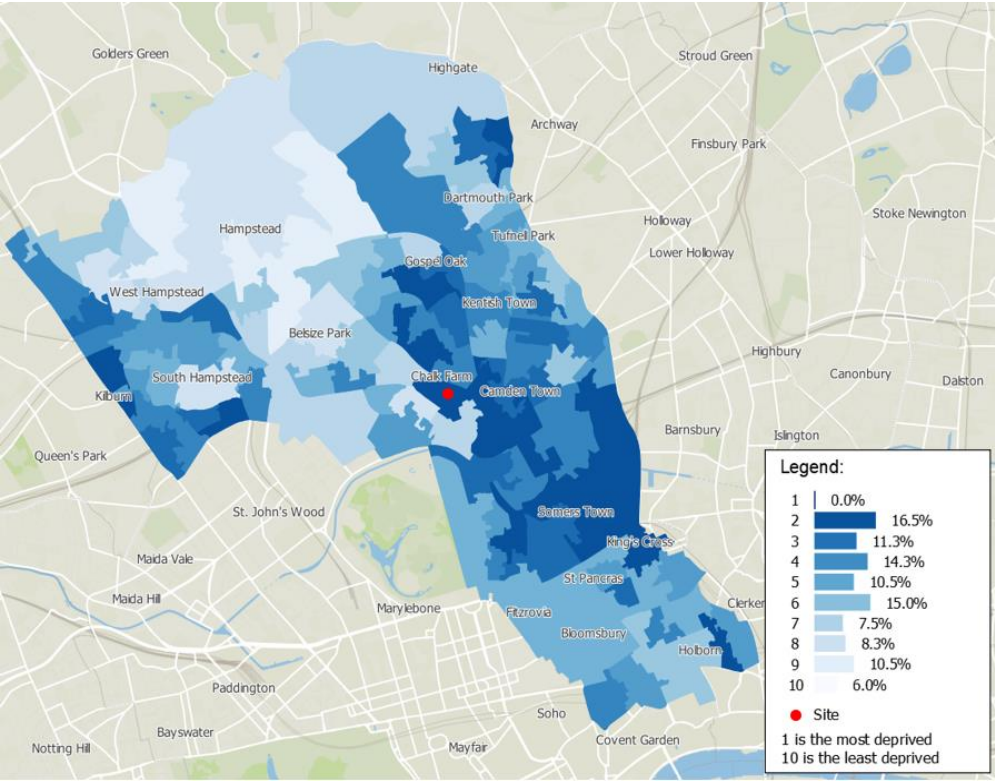 Golders Green
Highgate
Stroud Green
Archway
Finsbury Park
Dartmouth Park
Stoke Newington
Holloway
Hampstead
Tufnell Park
Lower Holloway
Gospel Oak
West Hampstead
Kentish Town
Belsize Park
Highbury
South Hampstead
Chalk Farm
Canonbury
Dalston
Kilburn
Camden Town
Barnsbury
Islington
Queen's Park
St. John's Wood
Somers Town
King's Cross
Maida Vale
St Pancras
Maida Hill
Marylebone
Fitzrovia
Clerker
Bloomsbury
Holborn
Paddington
Soho
Bayswater
Covent Garden
Notting Hill
Mayfair
Legend:
1 0.0%
2 16.5%
3 11.3%
4 14.3%
5 10.5%
6 15.0%
7 7.5%
8 8.3%
9 10.5%
10 6.0%
Site
1 is the most deprived
10 is the least deprived